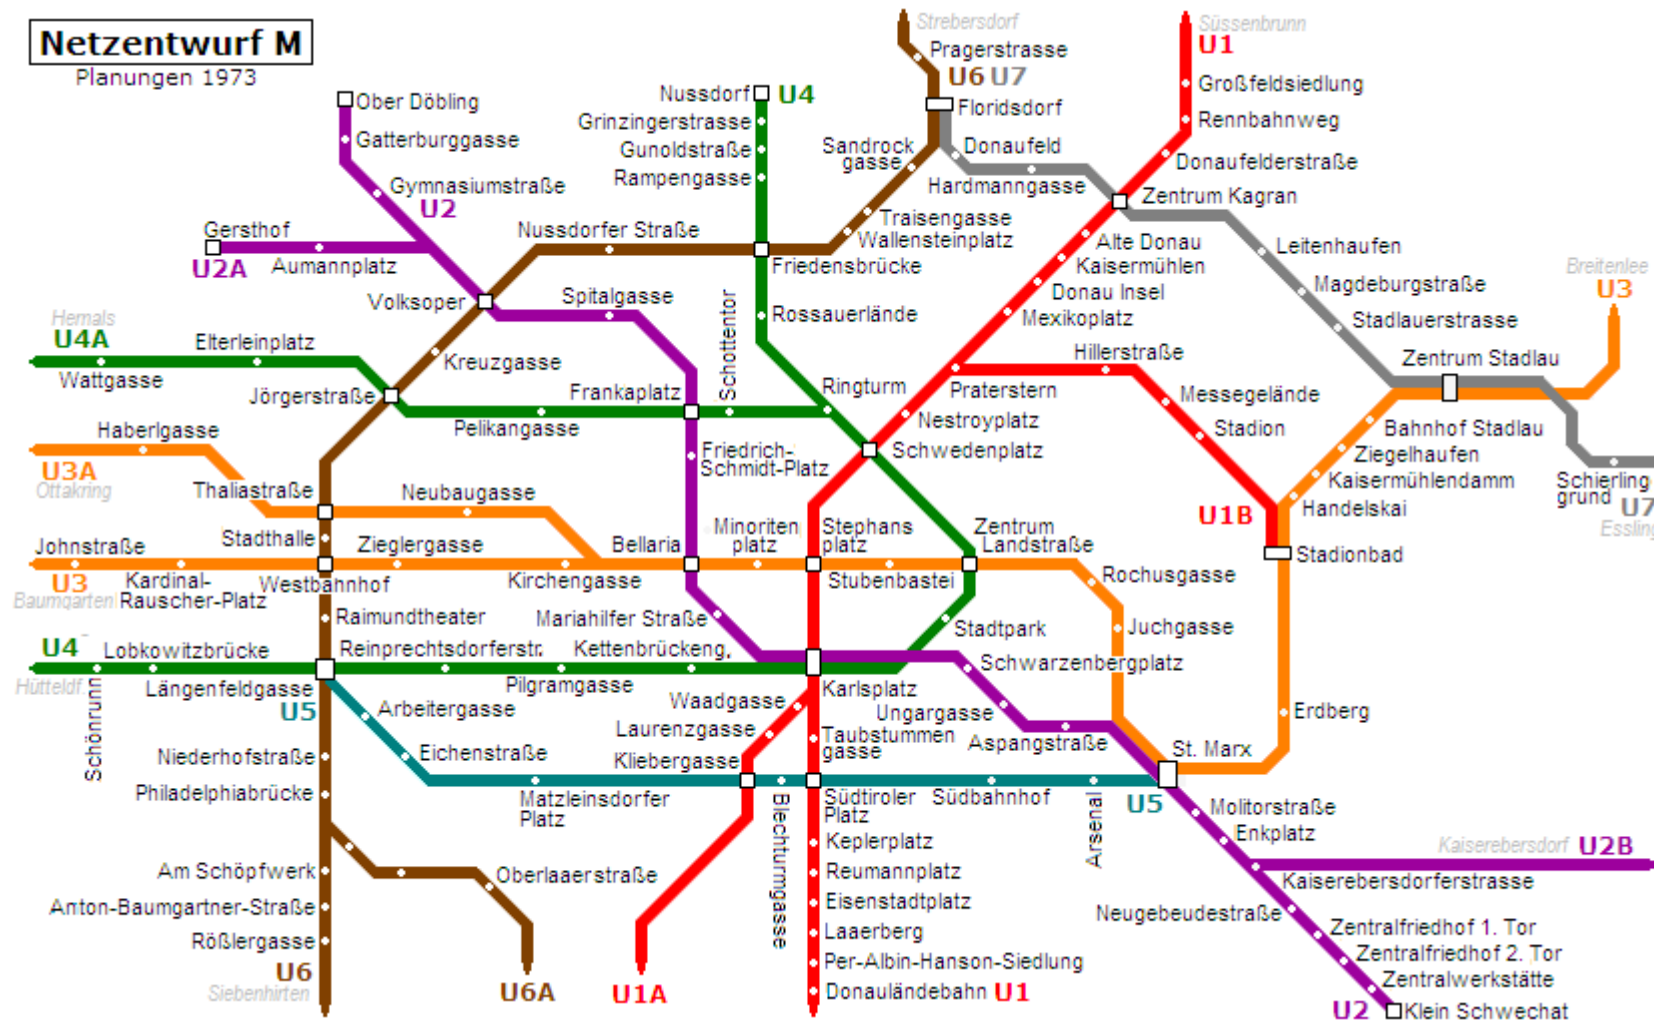 Netzentwurf M
Planungen 1973
Strebersdorf
Pragerstrasse
U6 U7
Floridsdorf
Süssenbrunn
U1
Großfeldsiedlung
Rennbahnweg
Donaufelderstraße
Zentrum Kagran
Ober Döbling
Gatterburggasse
Gymnasiumstraße
U2
Gersthof
U2A
Aumannplatz
Nussdorf U4
Grinzingerstrasse
Gunoldstraße
Rampengasse
Sandrock
gasse
Donaufeld
Hardmanngasse
Traisengasse
Wallensteinplatz
Nussdorfer Straße
Friedensbrücke
Volksoper
Spitalgasse
Schottentor
Rossauerlände
Alte Donau
Kaisermühlen
Donau Insel
Mexikoplatz
Leitenhaufen
Magdeburgstraße
Stadlauerstrasse
Zentrum Stadlau
Breitenlee
U3
Hernals
U4A
Wattgasse
Elterleinplatz
Kreuzgasse
Jörgerstraße
Pelikangasse
Frankaplatz
Ringturm
Hillerstraße
Praterstern
Nestroyplatz
Schwedenplatz
Messegelände
Stadion
Bahnhof Stadlau
Ziegelhaufen
Kaisermühlendamm
Handelskai
Schierling
grund
U7
Essling
Haberlgasse
U3A
Ottakring
Thaliastraße
Neubaugasse
Friedrich-
Schmidt-Platz
U1B
Stadionbad
Johnstraße
U3
Baumgarten
Kardinal-
Rauscher-Platz
Stadthalle
Westbahnhof
Zieglergasse
Kirchengasse
Bellaria
Minoriten
platz
Stephans
platz
Stubenbastei
Zentrum
Landstraße
Rochusgasse
Juchgasse
Raimundtheater
Mariahilfer Straße
Stadtpark
U4
Hütteldf.
Schönrunn
Lobkowitzbrücke
Längenfeldgasse
U5
Reinprechtsdorferstr.
Pilgramgasse
Kettenbrückeng.
Karlsplatz
Schwarzenbergplatz
Ungargasse
Aspangstraße
Erdberg
St. Marx
Arbeitergasse
Eichenstraße
Waadgasse
Laurenzgasse
Kliebergasse
Taubstummen
gasse
Matzleinsdorfer
Platz
Blechturmgasse
Südtiroler
Platz
Südbahnhof
Arsenal
U5
Niederhofstraße
Philadelphiabrücke
Am Schöpfwerk
Anton-Baumgartner-Straße
Rößlergasse
U6
Siebenhirten
Oberlaaerstraße
U6A
U1A
Keplerplatz
Reumannplatz
Eisenstadtplatz
Laaerberg
Per-Albin-Hanson-Siedlung
Donauländebahn U1
Molitorstraße
Enkplatz
Kaiserebersdorf U2B
Kaiserebersdorferstrasse
Neugebeudestraße
Zentralfriedhof 1. Tor
Zentralfriedhof 2. Tor
Zentralwerkstätte
U2 Klein Schwechat